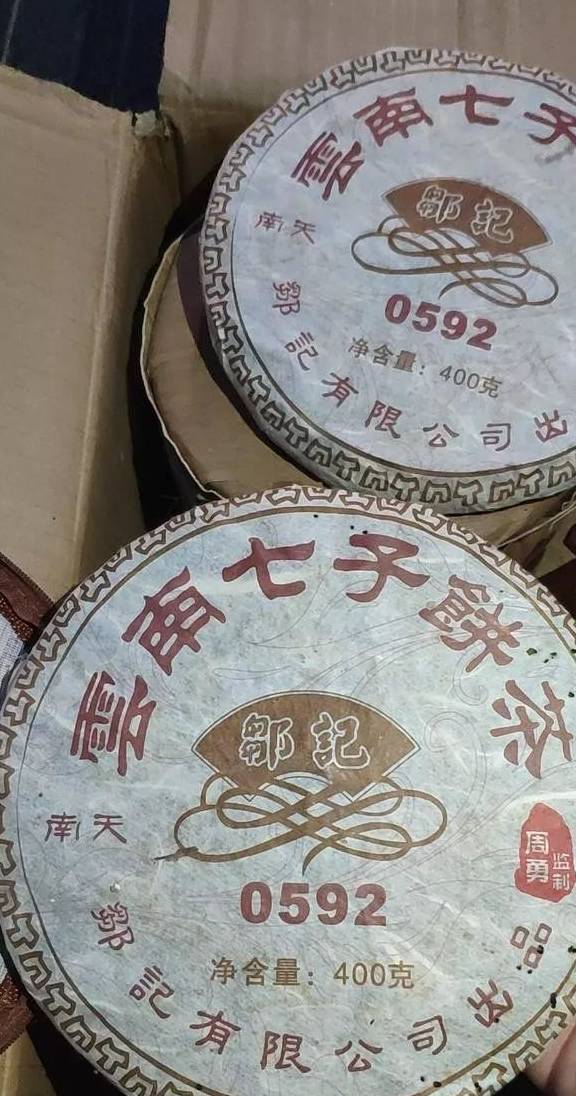 雲南七子
鄒記
南天
0592
净含量：400克
鄒記有限公司出
雲南七子餅茶
鄒記
南天
0592
周勇
监制
净含量：400克
鄒記有限公司出品